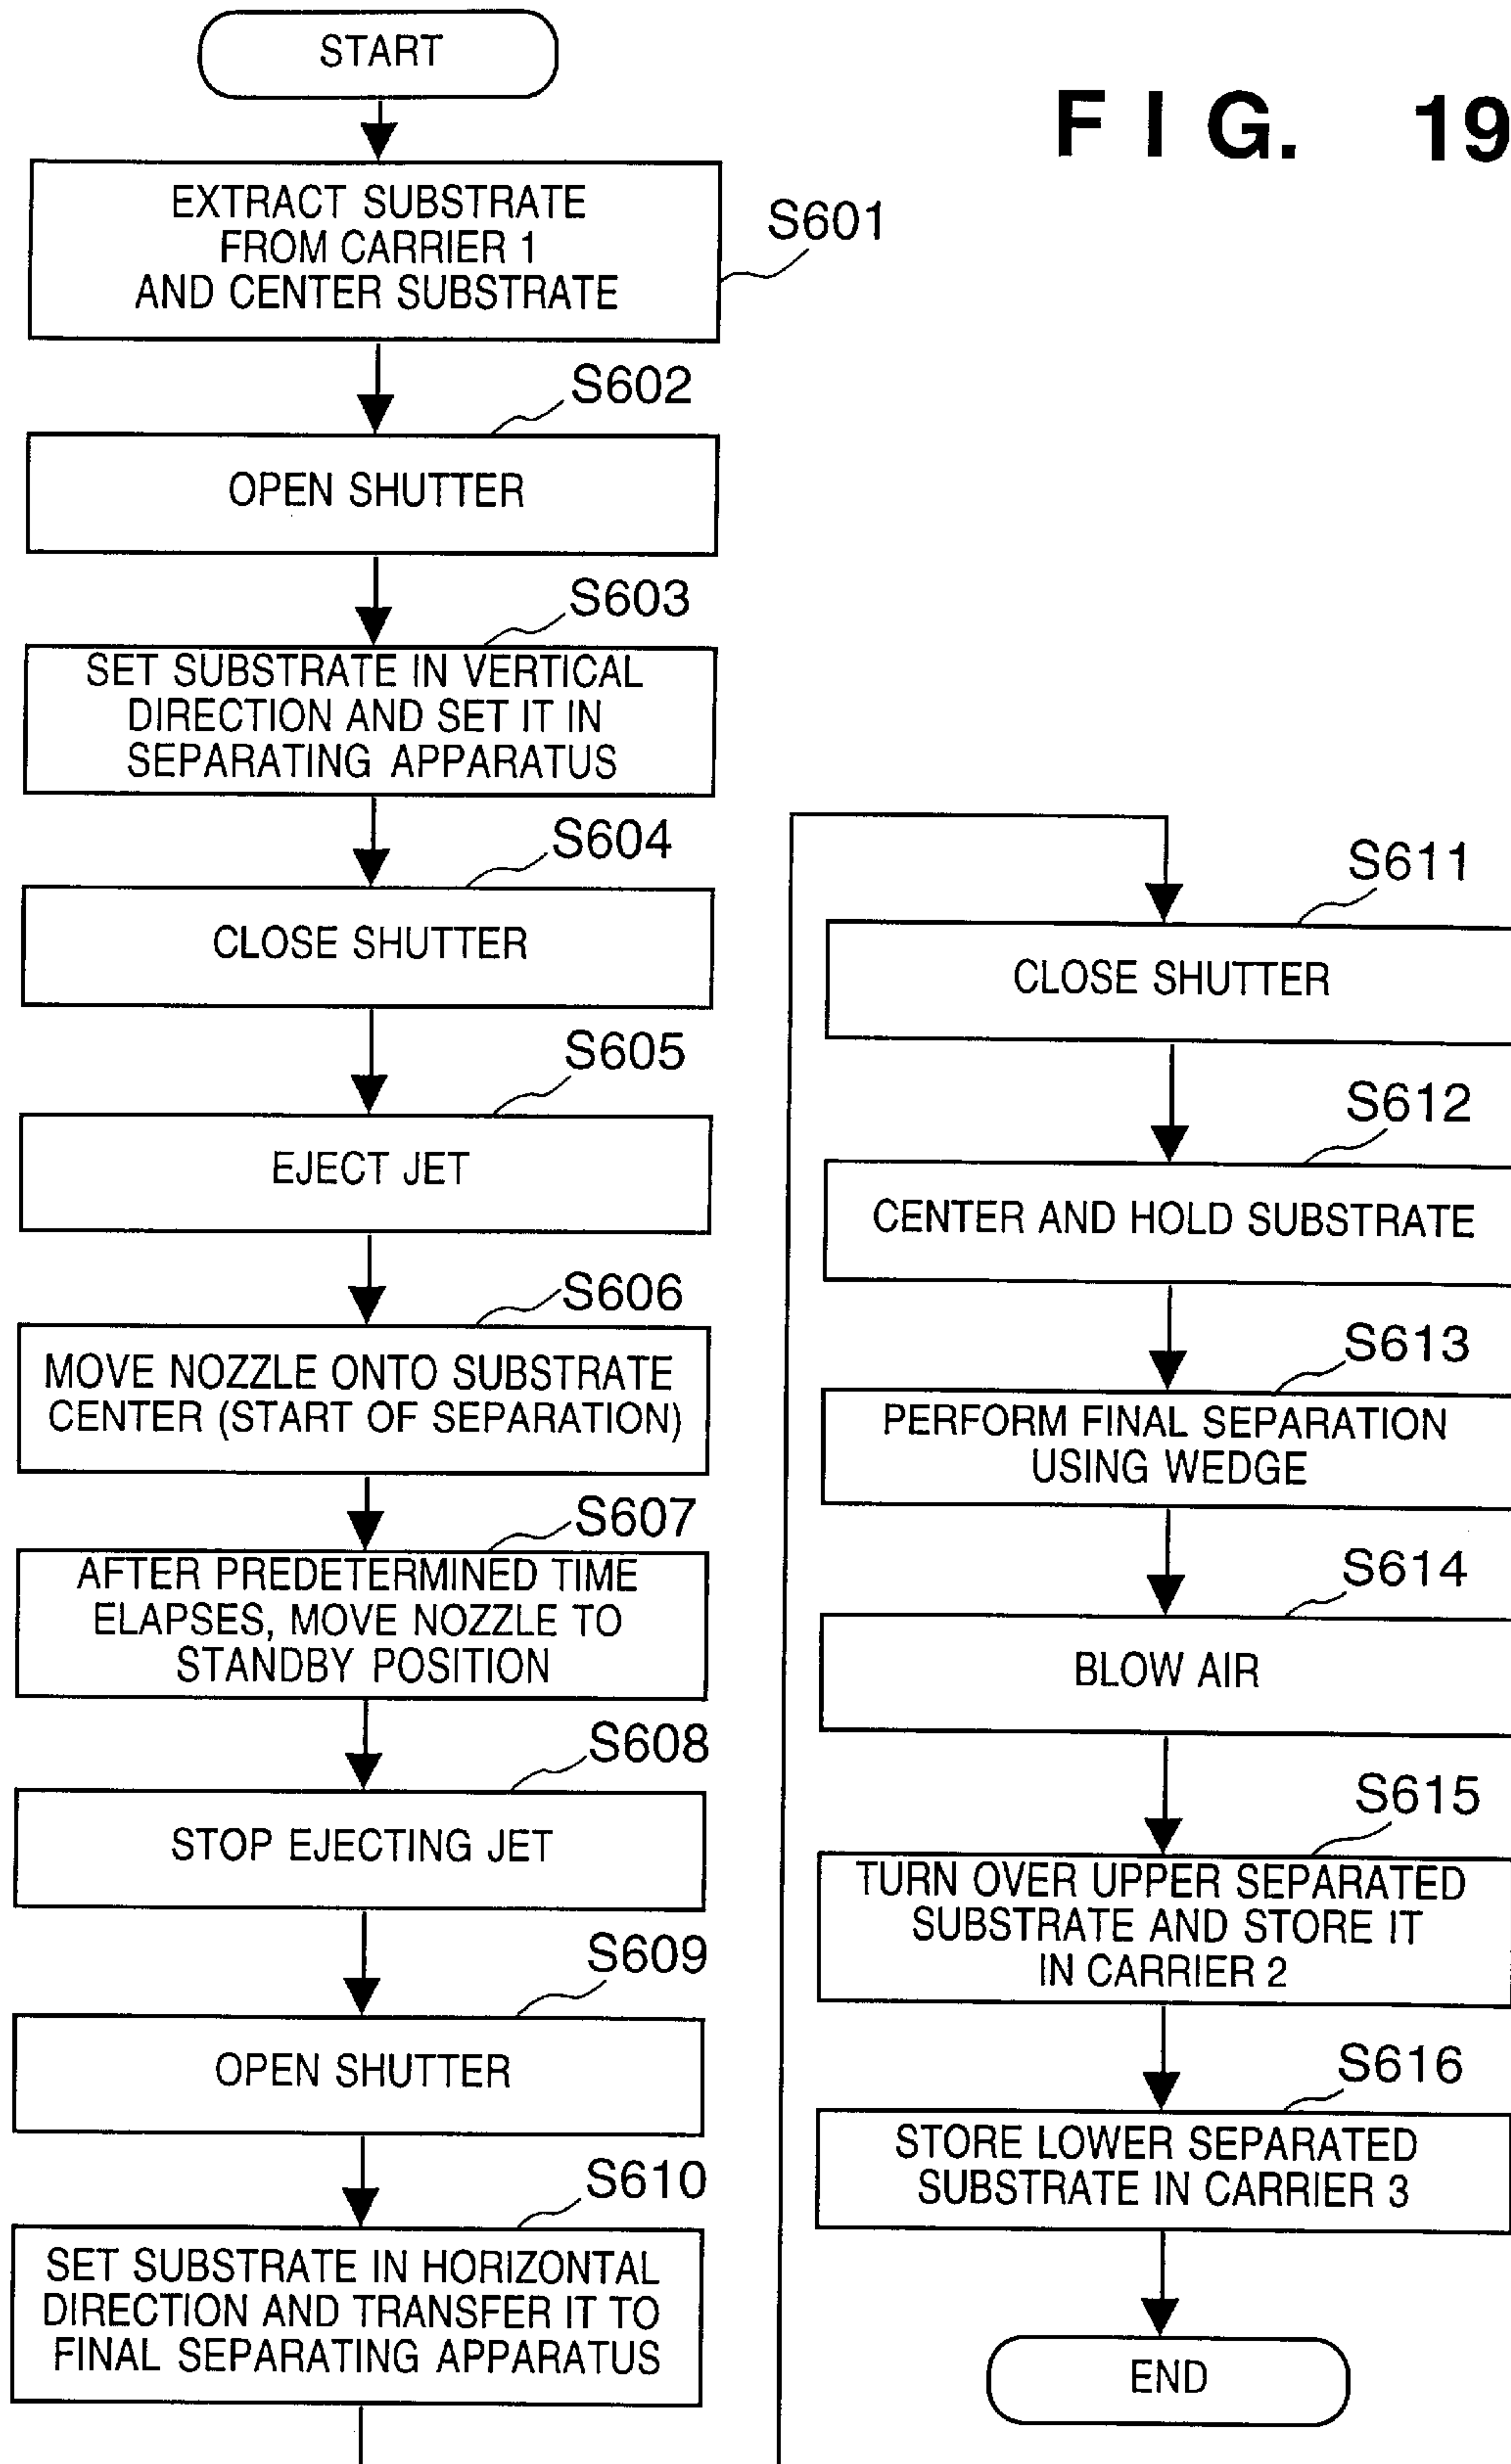 FIG. 19
START
EXTRACT SUBSTRATE
FROM CARRIER 1
AND CENTER SUBSTRATE
S601
S602
OPEN SHUTTER
S603
SET SUBSTRATE IN VERTICAL
DIRECTION AND SET IT IN
SEPARATING APPARATUS
S604
CLOSE SHUTTER
S605
EJECT JET
S606
MOVE NOZZLE ONTO SUBSTRATE
CENTER (START OF SEPARATION)
S607
AFTER PREDETERMINED TIME
ELAPSES, MOVE NOZZLE TO
STANDBY POSITION
S608
STOP EJECTING JET
S609
OPEN SHUTTER
S610
SET SUBSTRATE IN HORIZONTAL
DIRECTION AND TRANSFER IT TO
FINAL SEPARATING APPARATUS
S611
CLOSE SHUTTER
S612
CENTER AND HOLD SUBSTRATE
S613
PERFORM FINAL SEPARATION
USING WEDGE
S614
BLOW AIR
S615
TURN OVER UPPER SEPARATED
SUBSTRATE AND STORE IT
IN CARRIER 2
S616
STORE LOWER SEPARATED
SUBSTRATE IN CARRIER 3
END